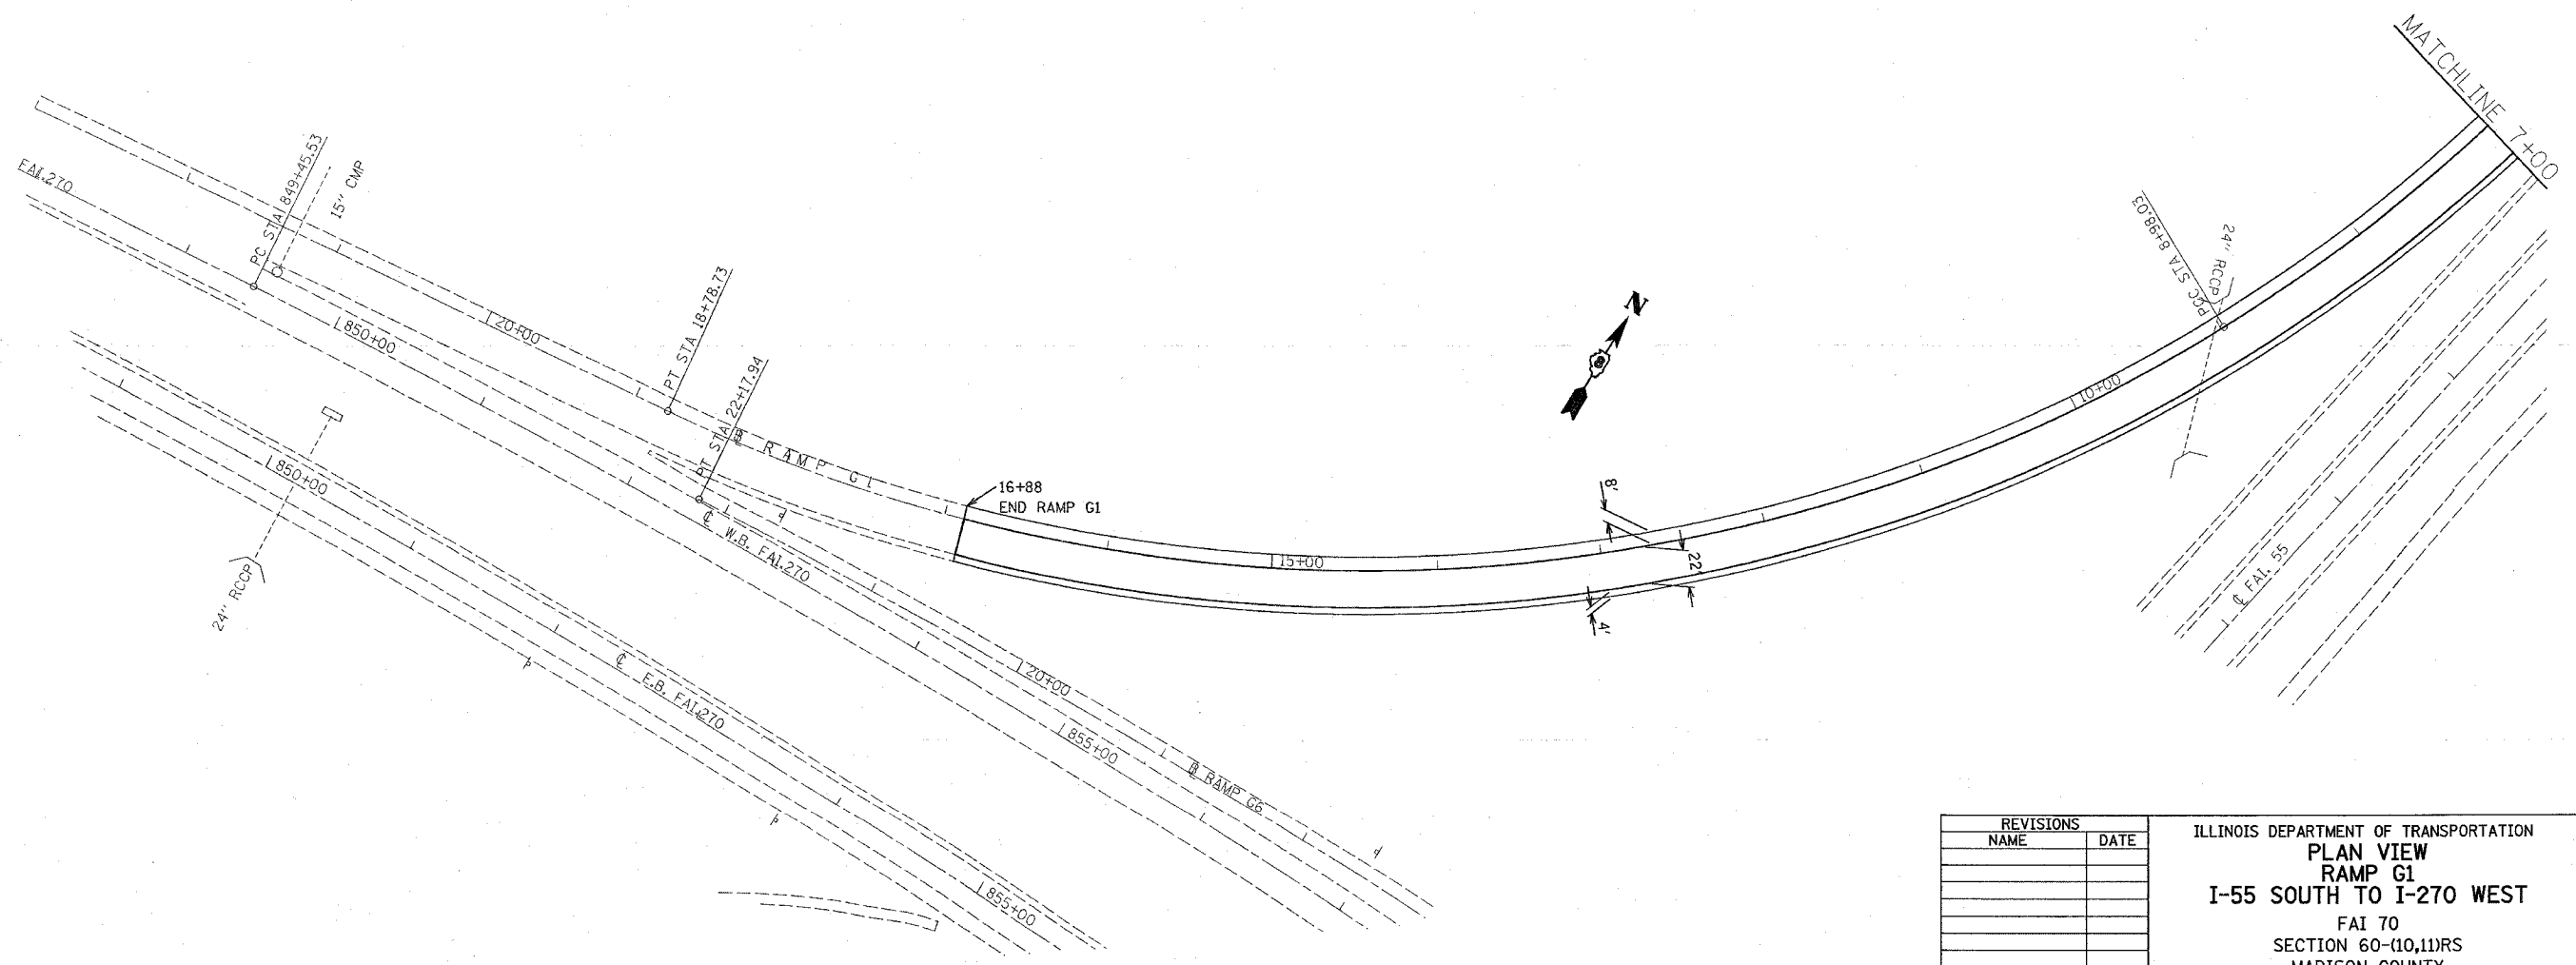 MATCHLINE 7+00
FAI.270
PC STA 849+45.53
15" CMP
850+00
20+00
PT STA 18+78.73
PT STA 22+17.94
RAMP G1
16+88
END RAMP G1
N
8'
22'
4'
15+00
10+00
PCC STA 8+98.03
24" RCCP
℄ FAI. 55
850+00
24" RCCP
℄ W.B. FAI.270
℄ E.B. FAI.270
20+00
855+00
RAMP G6
855+00
REVISIONS
NAME DATE
ILLINOIS DEPARTMENT OF TRANSPORTATION
PLAN VIEW
RAMP G1
I-55 SOUTH TO I-270 WEST
FAI 70
SECTION 60-(10,11)RS
MADISON COUNTY